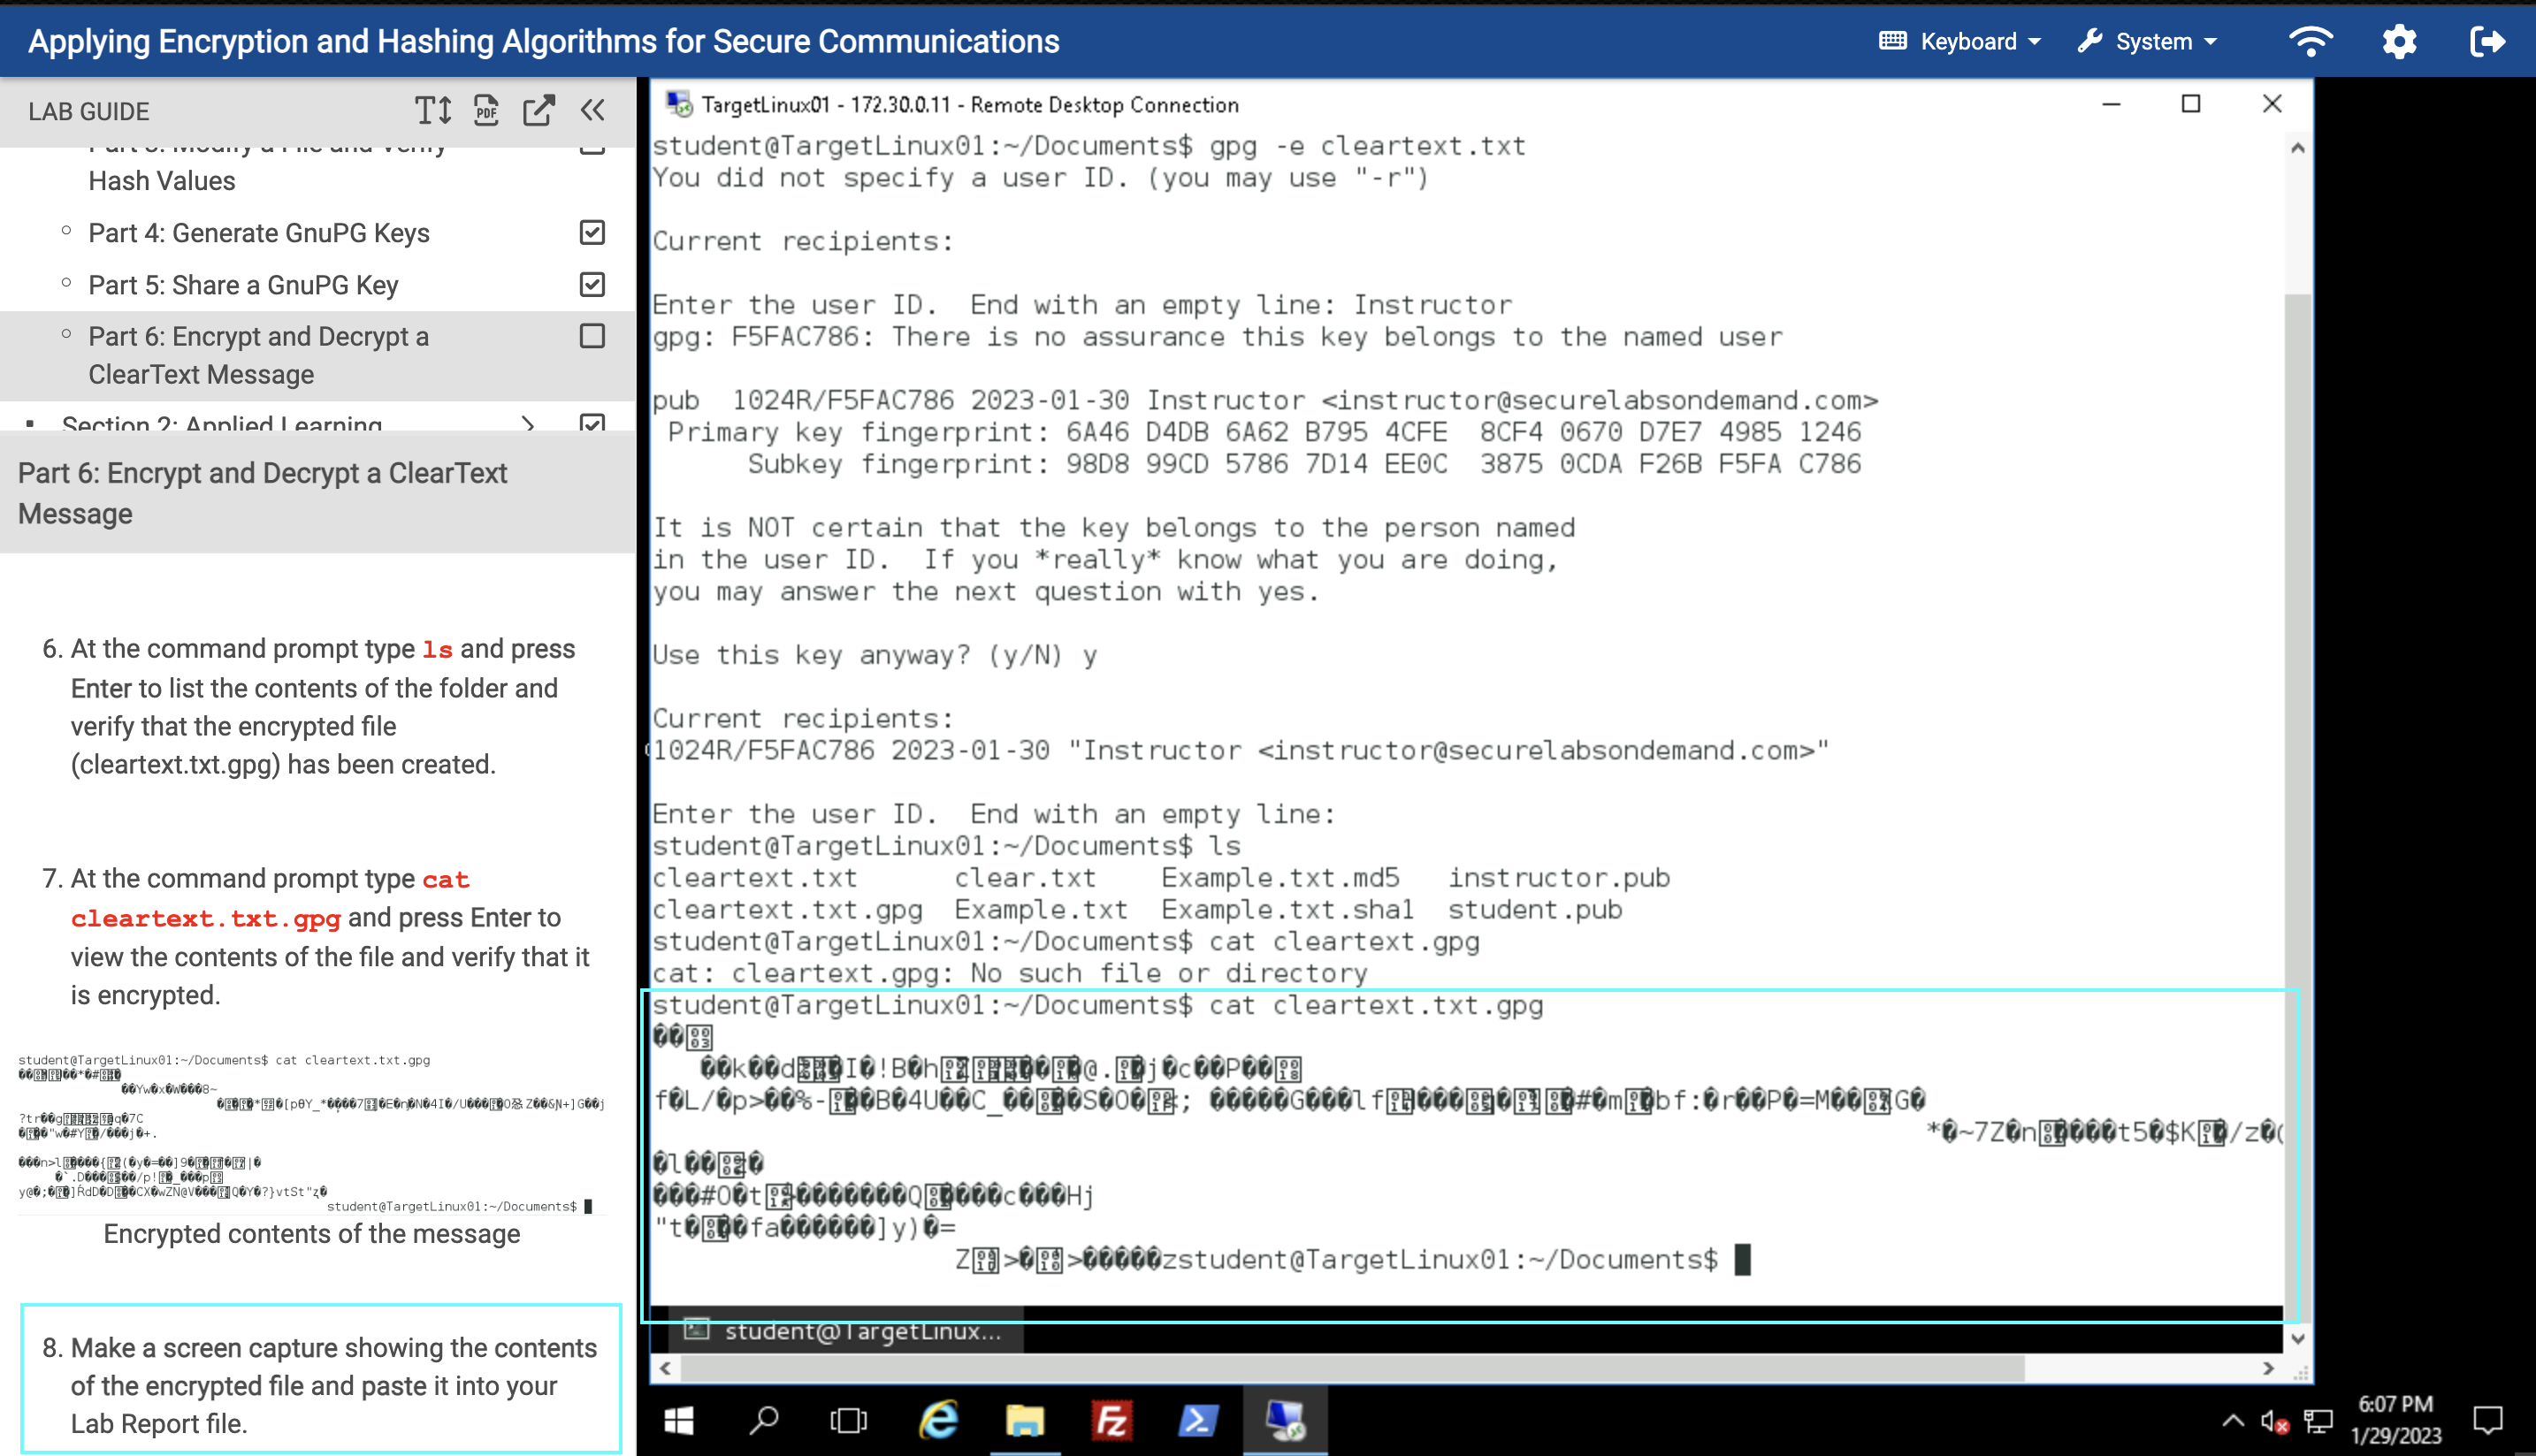 Applying Encryption and Hashing Algorithms for Secure Communications
Keyboard
System
LAB GUIDE
PDF
Part 3: Modify a File and Verify
Hash Values
Part 4: Generate GnuPG Keys
Part 5: Share a GnuPG Key
Part 6: Encrypt and Decrypt a
ClearText Message
Section 2: Applied Learning
Part 6: Encrypt and Decrypt a ClearText
Message
6. At the command prompt type ls and press
Enter to list the contents of the folder and
verify that the encrypted file
(cleartext.txt.gpg) has been created.
7. At the command prompt type cat
cleartext.txt.gpg and press Enter to
view the contents of the file and verify that it
is encrypted.
student@TargetLinux01:~/Documents$ cat cleartext.txt.gpg
student@TargetLinux01:~/Documents$
Encrypted contents of the message
8. Make a screen capture showing the contents
of the encrypted file and paste it into your
Lab Report file.
TargetLinux01 - 172.30.0.11 - Remote Desktop Connection
student@TargetLinux01:~/Documents$ gpg -e cleartext.txt
You did not specify a user ID. (you may use "-r")
Current recipients:
Enter the user ID.  End with an empty line: Instructor
gpg: F5FAC786: There is no assurance this key belongs to the named user
pub  1024R/F5FAC786 2023-01-30 Instructor <instructor@securelabsondemand.com>
Primary key fingerprint: 6A46 D4DB 6A62 B795 4CFE  8CF4 0670 D7E7 4985 1246
Subkey fingerprint: 98D8 99CD 5786 7D14 EE0C  3875 0CDA F26B F5FA C786
It is NOT certain that the key belongs to the person named
in the user ID.  If you *really* know what you are doing,
you may answer the next question with yes.
Use this key anyway? (y/N) y
Current recipients:
1024R/F5FAC786 2023-01-30 "Instructor <instructor@securelabsondemand.com>"
Enter the user ID.  End with an empty line:
student@TargetLinux01:~/Documents$ ls
cleartext.txt      clear.txt    Example.txt.md5   instructor.pub
cleartext.txt.gpg  Example.txt  Example.txt.sha1  student.pub
student@TargetLinux01:~/Documents$ cat cleartext.gpg
cat: cleartext.gpg: No such file or directory
student@TargetLinux01:~/Documents$ cat cleartext.txt.gpg
student@TargetLinux01:~/Documents$
student@TargetLinux...
6:07 PM
1/29/2023